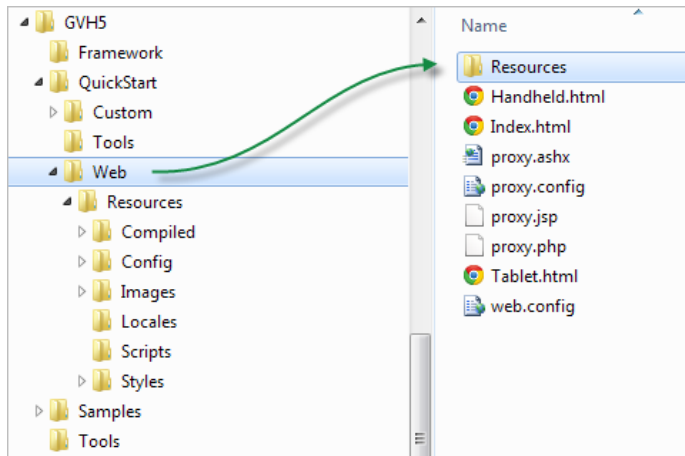 GVH5
Framework
QuickStart
Custom
Tools
Web
Resources
Compiled
Config
Images
Locales
Scripts
Styles
Samples
Tools
Name
Resources
Handheld.html
Index.html
proxy.ashx
proxy.config
proxy.jsp
proxy.php
Tablet.html
web.config